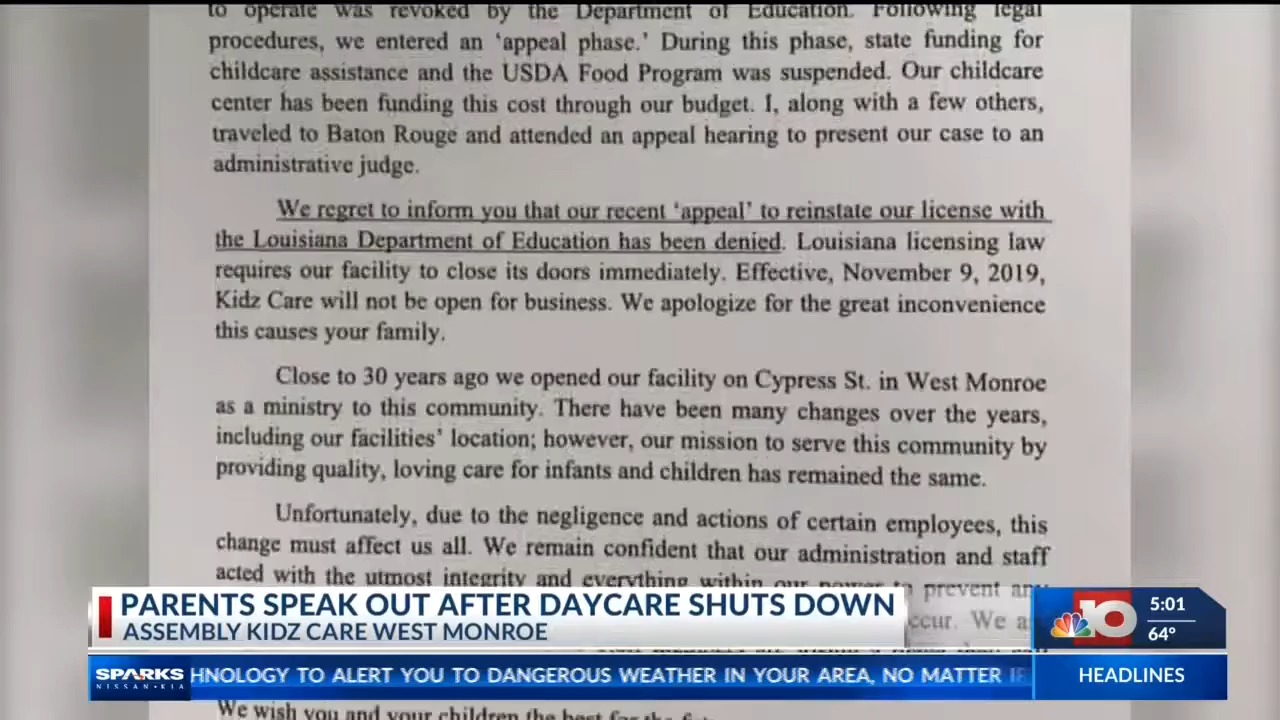 to operate was revoked by the Department of Education. Following legal
procedures, we entered an ‘appeal phase.’ During this phase, state funding for
childcare assistance and the USDA Food Program was suspended. Our childcare
center has been funding this cost through our budget. I, along with a few others,
traveled to Baton Rouge and attended an appeal hearing to present our case to an
administrative judge.
We regret to inform you that our recent ‘appeal’ to reinstate our license with
the Louisiana Department of Education has been denied. Louisiana licensing law
requires our facility to close its doors immediately. Effective, November 9, 2019,
Kidz Care will not be open for business. We apologize for the great inconvenience
this causes your family.
Close to 30 years ago we opened our facility on Cypress St. in West Monroe
as a ministry to this community. There have been many changes over the years,
including our facilities’ location; however, our mission to serve this community by
providing quality, loving care for infants and children has remained the same.
Unfortunately, due to the negligence and actions of certain employees, this
change must affect us all. We remain confident that our administration and staff
acted with the utmost integrity and everything within our power to prevent any
We
We wish you and your children the best for the
PARENTS SPEAK OUT AFTER DAYCARE SHUTS DOWN
ASSEMBLY KIDZ CARE WEST MONROE
10
5:01
64°
SPARKS
NISSAN•KIA
HNOLOGY TO ALERT YOU TO DANGEROUS WEATHER IN YOUR AREA, NO MATTER
HEADLINES